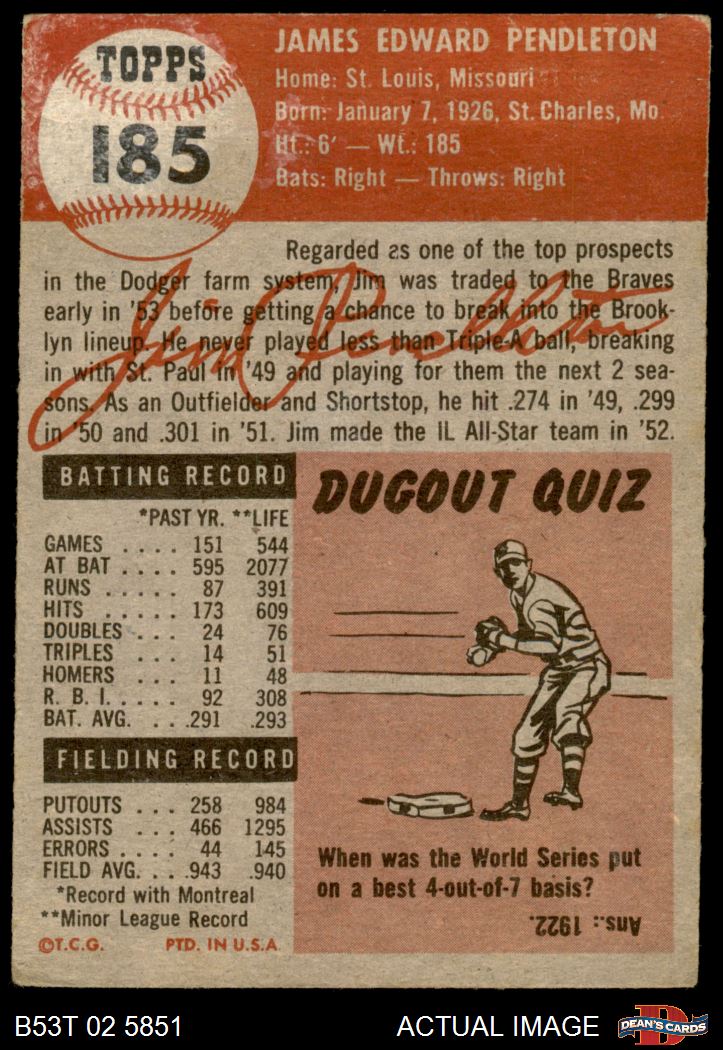 TOPPS
185
JAMES EDWARD PENDLETON
Home: St. Louis, Missouri
Born: January 7, 1926, St. Charles, Mo
Ht.: 6' — Wt.: 185
Bats: Right — Throws: Right
Regarded as one of the top prospects
in the Dodger farm system, Jim was traded to the Braves
early in '53 before getting a chance to break into the Brook-
lyn lineup. He never played less than Triple-A ball, breaking
in with St. Paul in '49 and playing for them the next 2 sea-
sons. As an Outfielder and Shortstop, he hit .274 in '49, .299
in '50 and .301 in '51. Jim made the IL All-Star team in '52.
Jim Pendleton
BATTING RECORD
*PAST YR. **LIFE
GAMES .... 151 544
AT BAT .... 595 2077
RUNS ..... 87 391
HITS ..... 173 609
DOUBLES ... 24 76
TRIPLES ... 14 51
HOMERS ... 11 48
R. B. I. .... 92 308
BAT. AVG. ... .291 .293
FIELDING RECORD
PUTOUTS ... 258 984
ASSISTS ... 466 1295
ERRORS .... 44 145
FIELD AVG. ... .943 .940
*Record with Montreal
**Minor League Record
©T.C.G. PTD. IN U.S.A.
DUGOUT QUIZ
B
When was the World Series put
on a best 4-out-of-7 basis?
Ans.: 1922.
B53T 02 5851
ACTUAL IMAGE
D
DEAN'S CARDS